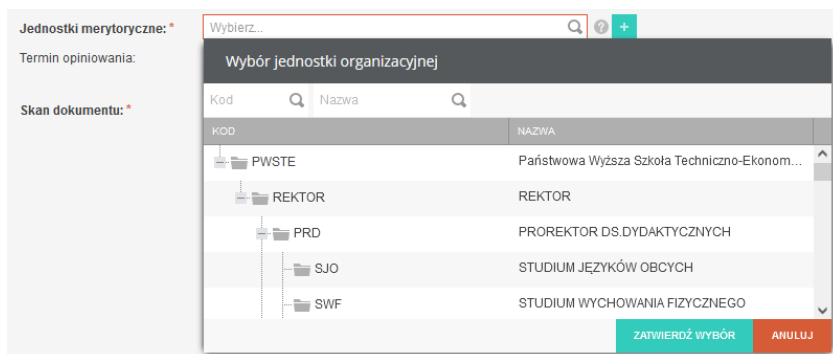 Jednostki merytoryczne: * Wybierz... ? +
Termin opiniowania:
Wybór jednostki organizacyjnej
Skan dokumentu: *
Kod Nazwa
KOD NAZWA
PWSTE Państwowa Wyższa Szkoła Techniczno-Ekonom...
REKTOR REKTOR
PRD PROREKTOR DS.DYDAKTYCZNYCH
SJO STUDIUM JĘZYKÓW OBCYCH
SWF STUDIUM WYCHOWANIA FIZYCZNEGO
ZATWIERDŹ WYBÓR ANULUJ